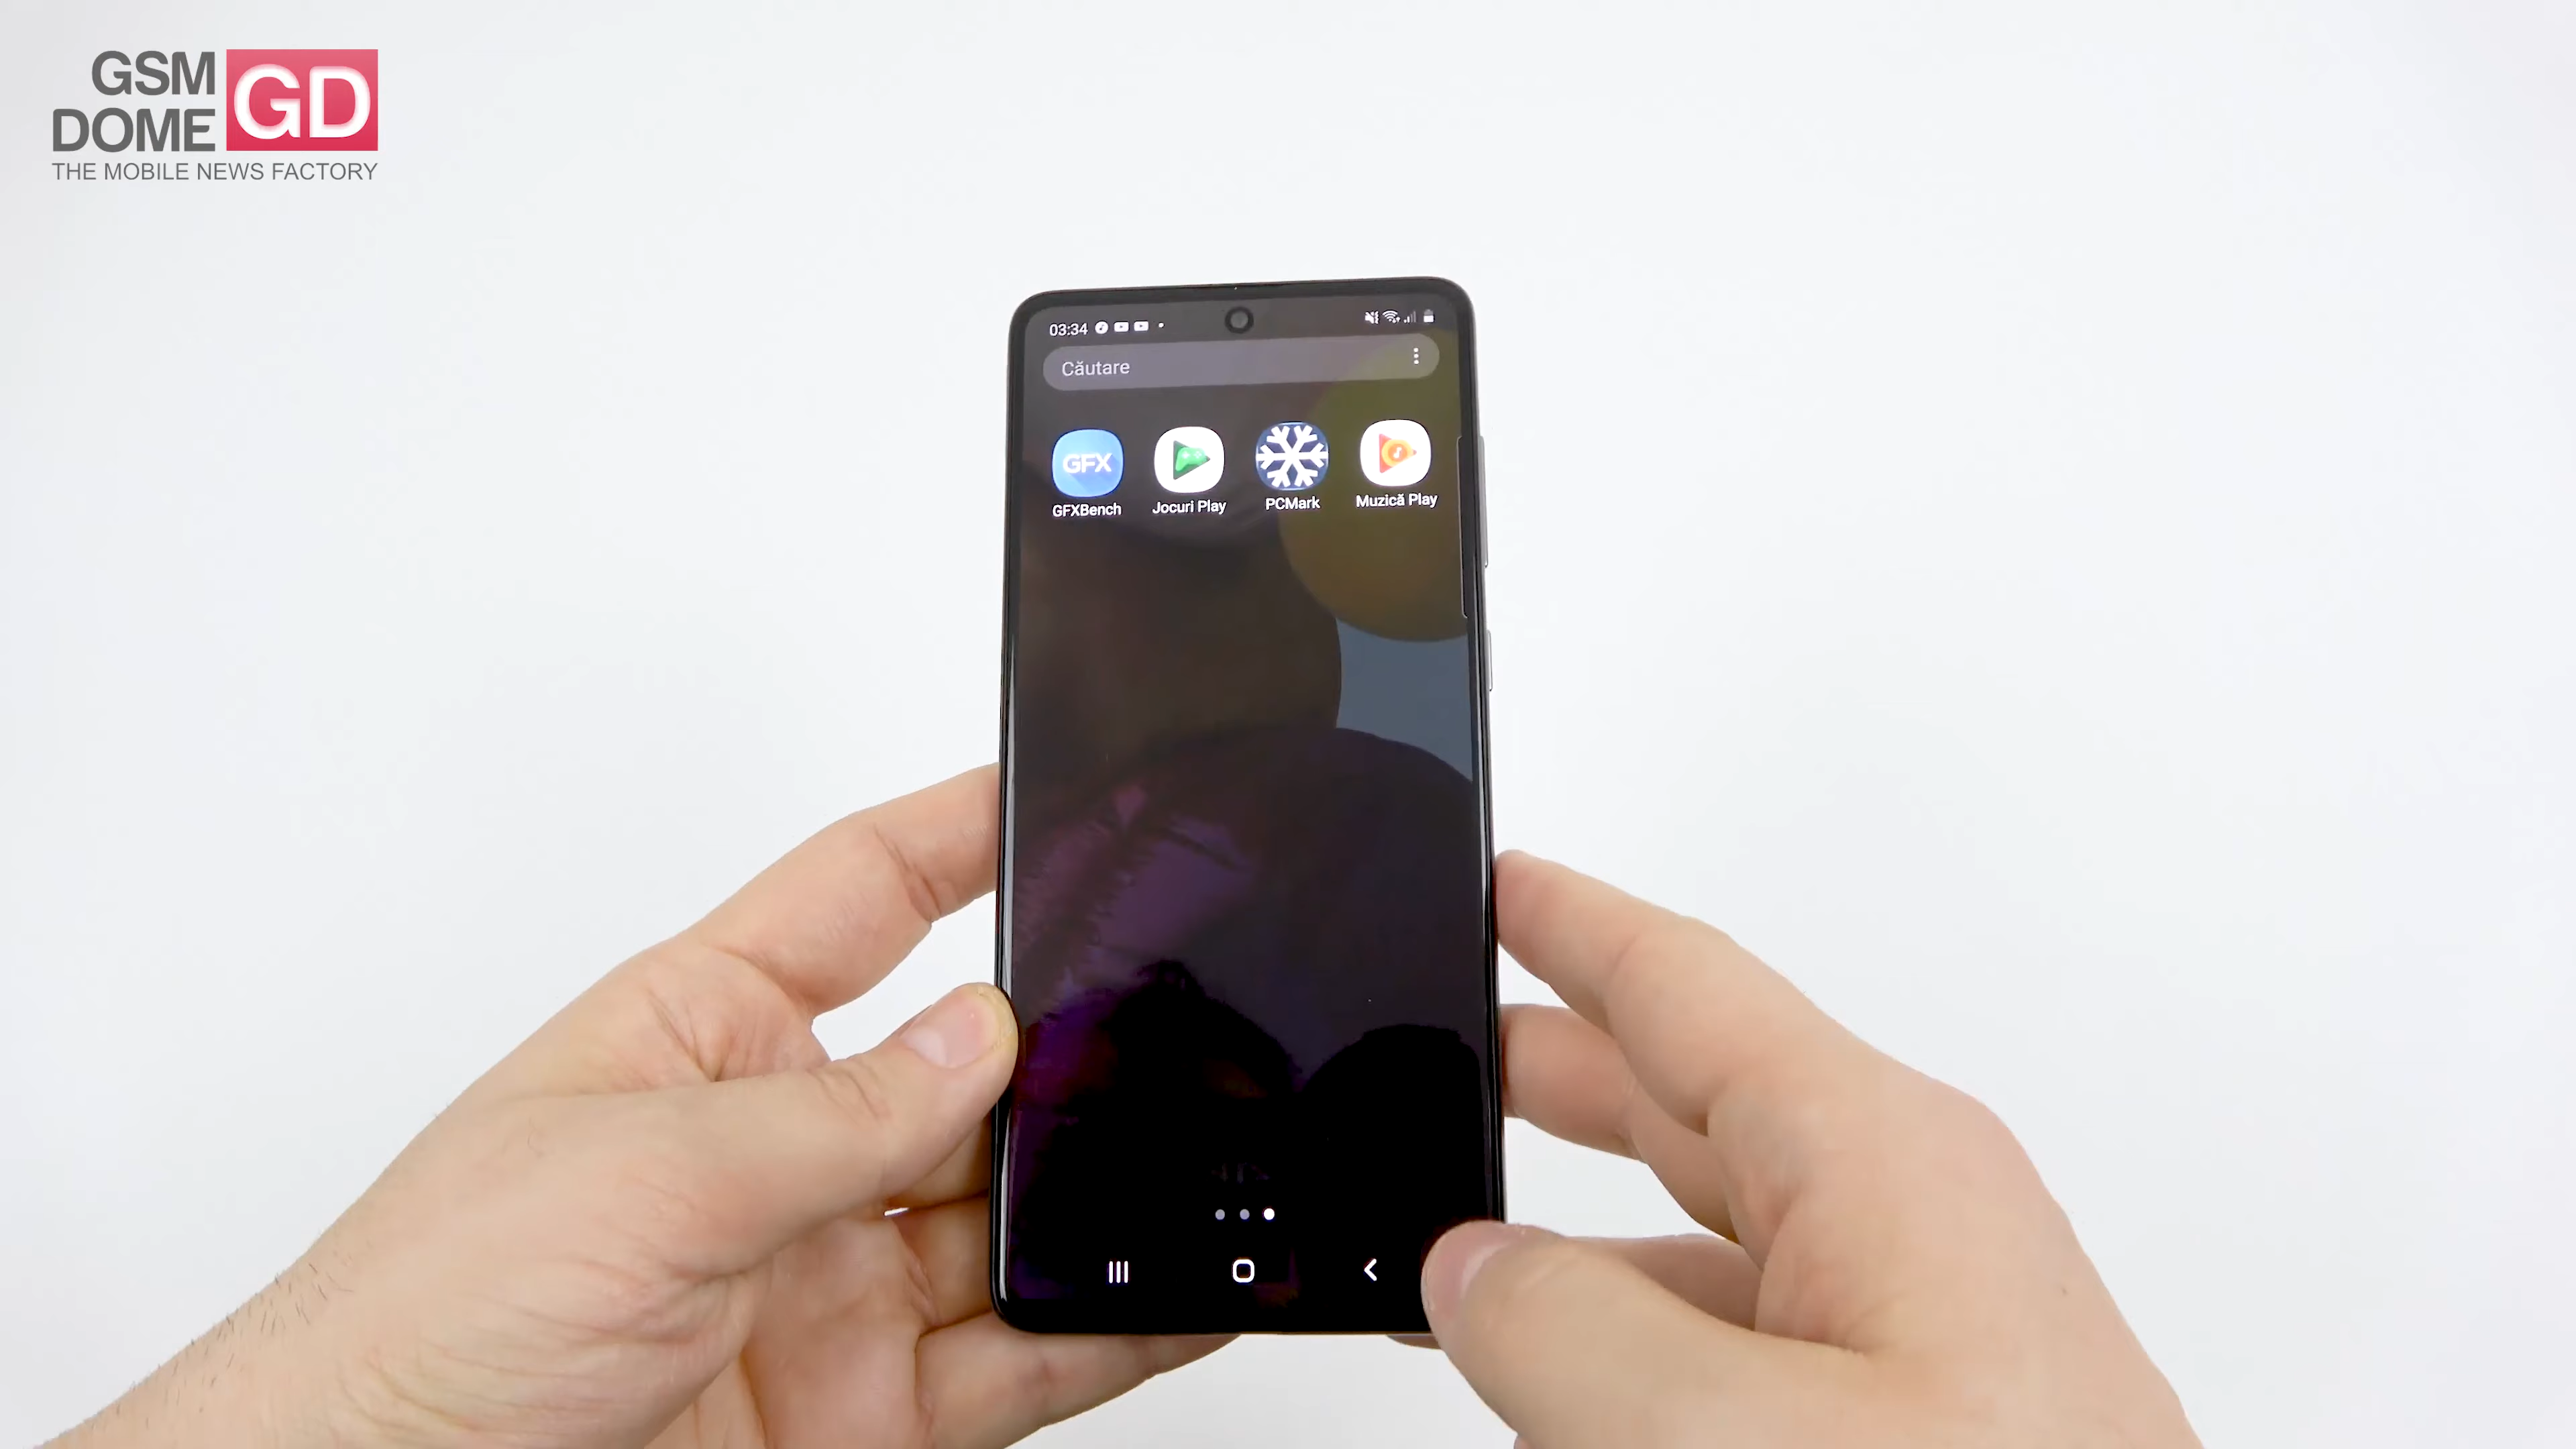 GSM
DOME
GD
THE MOBILE NEWS FACTORY
03:34
Căutare
GFX
GFXBench
Jocuri Play
PCMark
Muzică Play